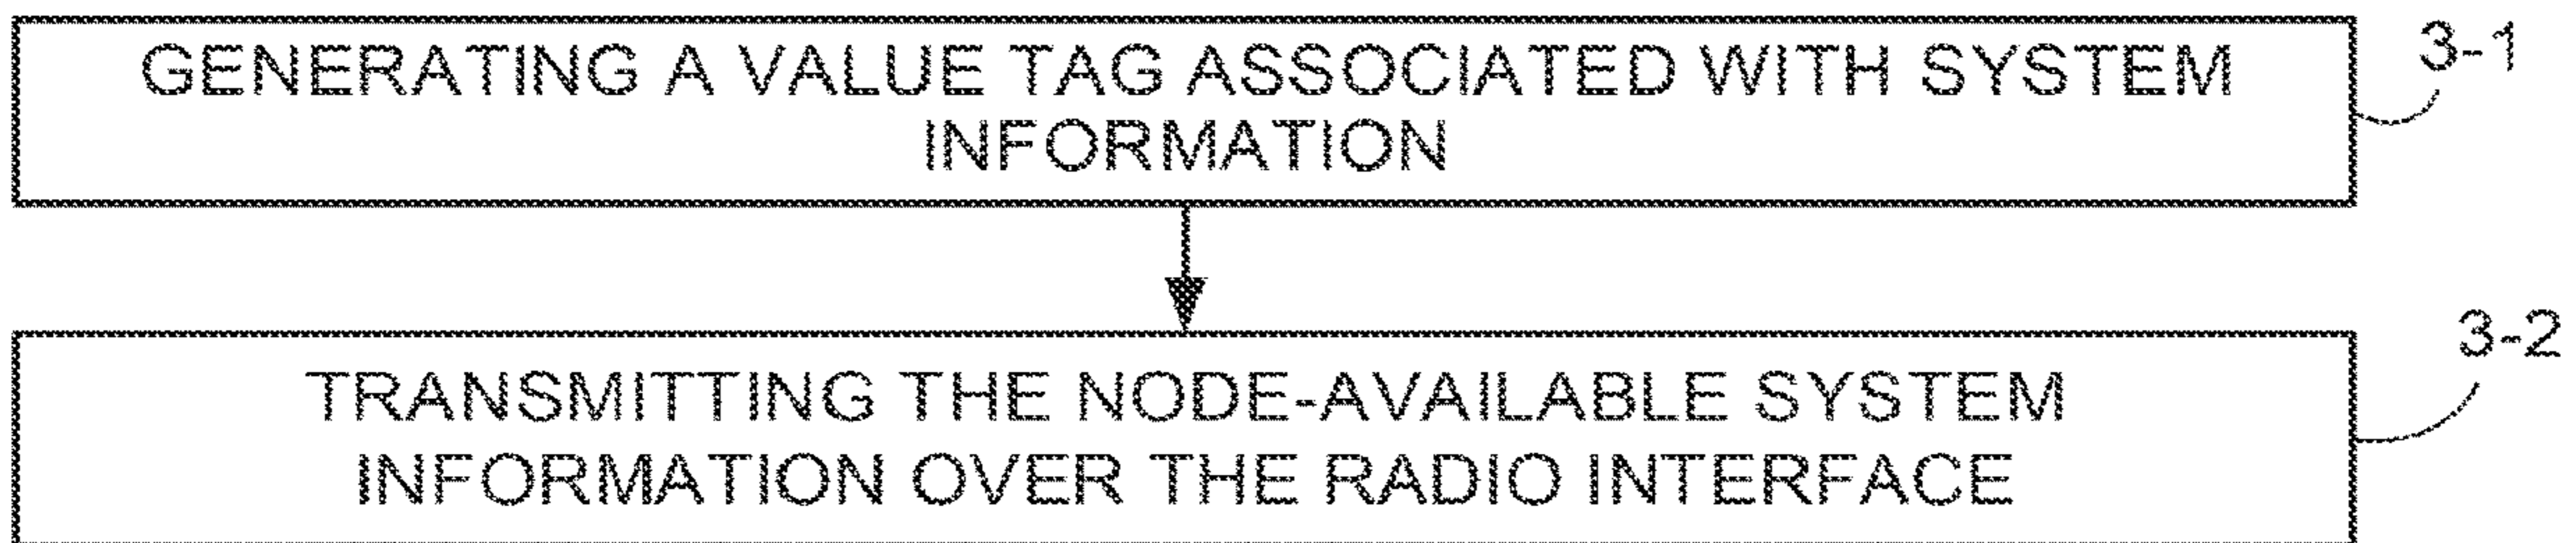 GENERATING A VALUE TAG ASSOCIATED WITH SYSTEM
INFORMATION
3-1
TRANSMITTING THE NODE-AVAILABLE SYSTEM
INFORMATION OVER THE RADIO INTERFACE
3-2